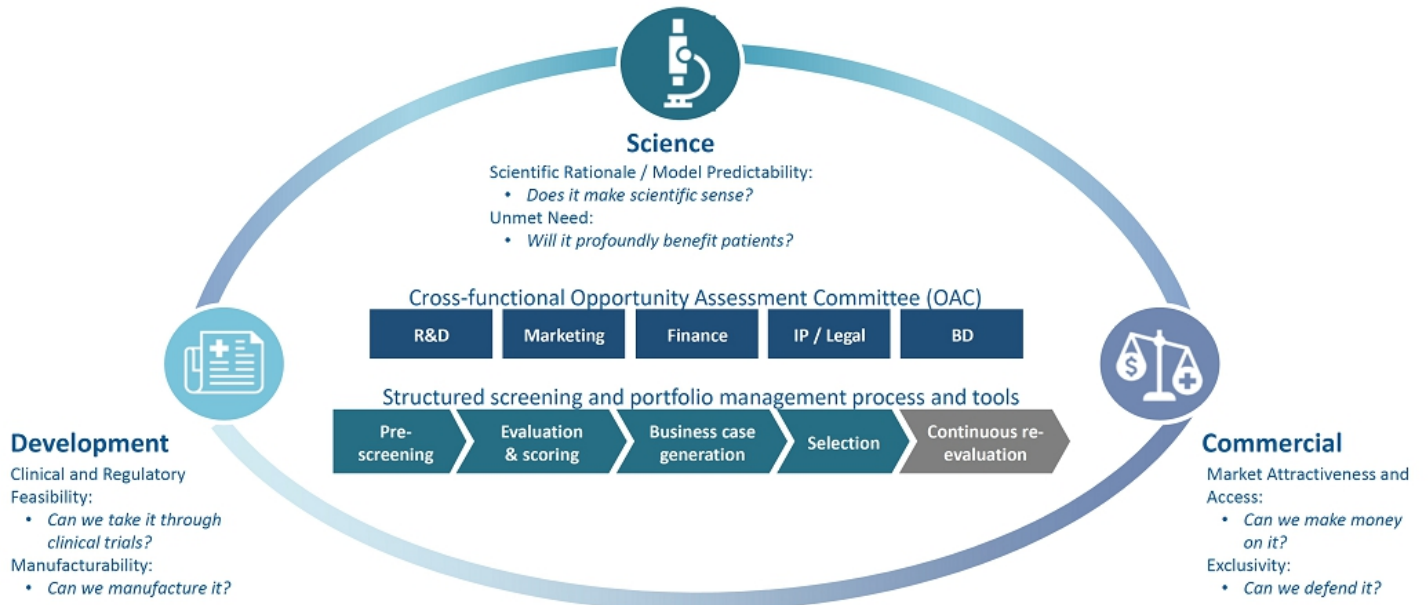 Science
Scientific Rationale / Model Predictability:
• Does it make scientific sense?
Unmet Need:
• Will it profoundly benefit patients?
Cross-functional Opportunity Assessment Committee (OAC)
R&D
Marketing
Finance
IP / Legal
BD
Structured screening and portfolio management process and tools
Pre-
screening
Evaluation
& scoring
Business case
generation
Selection
Continuous re-
evaluation
Development
Clinical and Regulatory
Feasibility:
• Can we take it through
clinical trials?
Manufacturability:
• Can we manufacture it?
Commercial
Market Attractiveness and
Access:
• Can we make money
on it?
Exclusivity:
• Can we defend it?
$